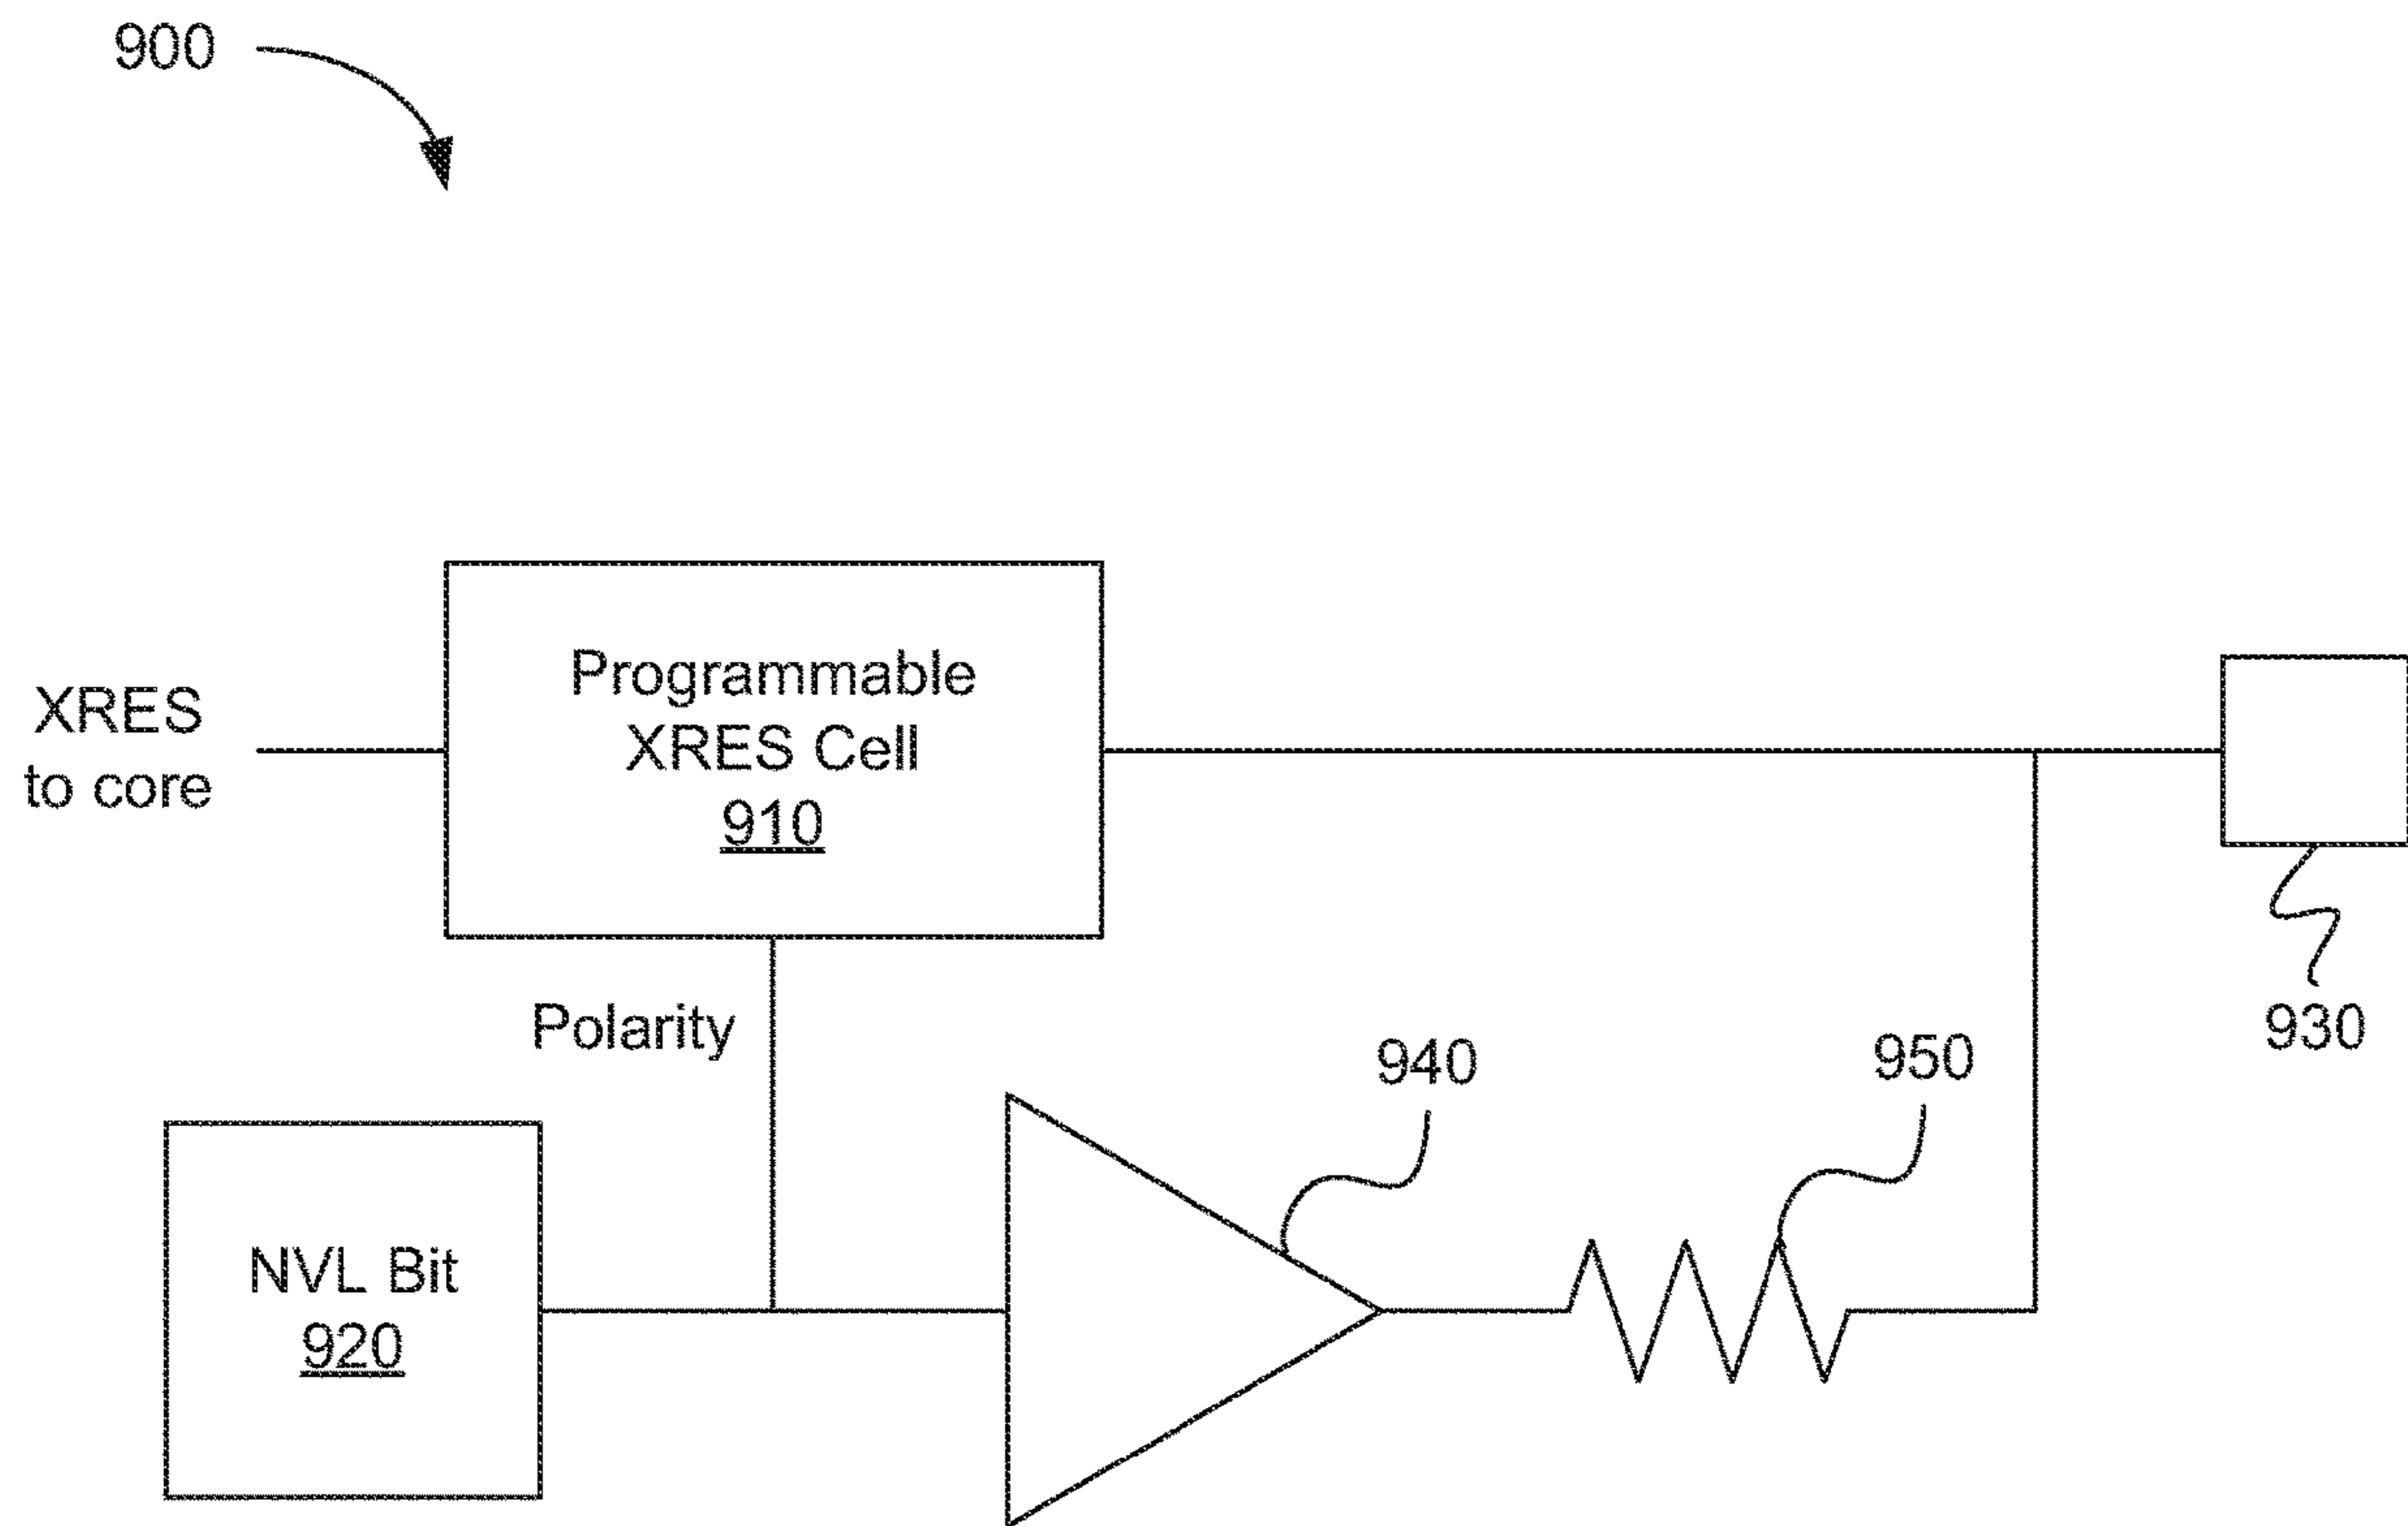 900
Programmable
XRES Cell
910
XRES
to core
Polarity
930
940
950
NVL Bit
920